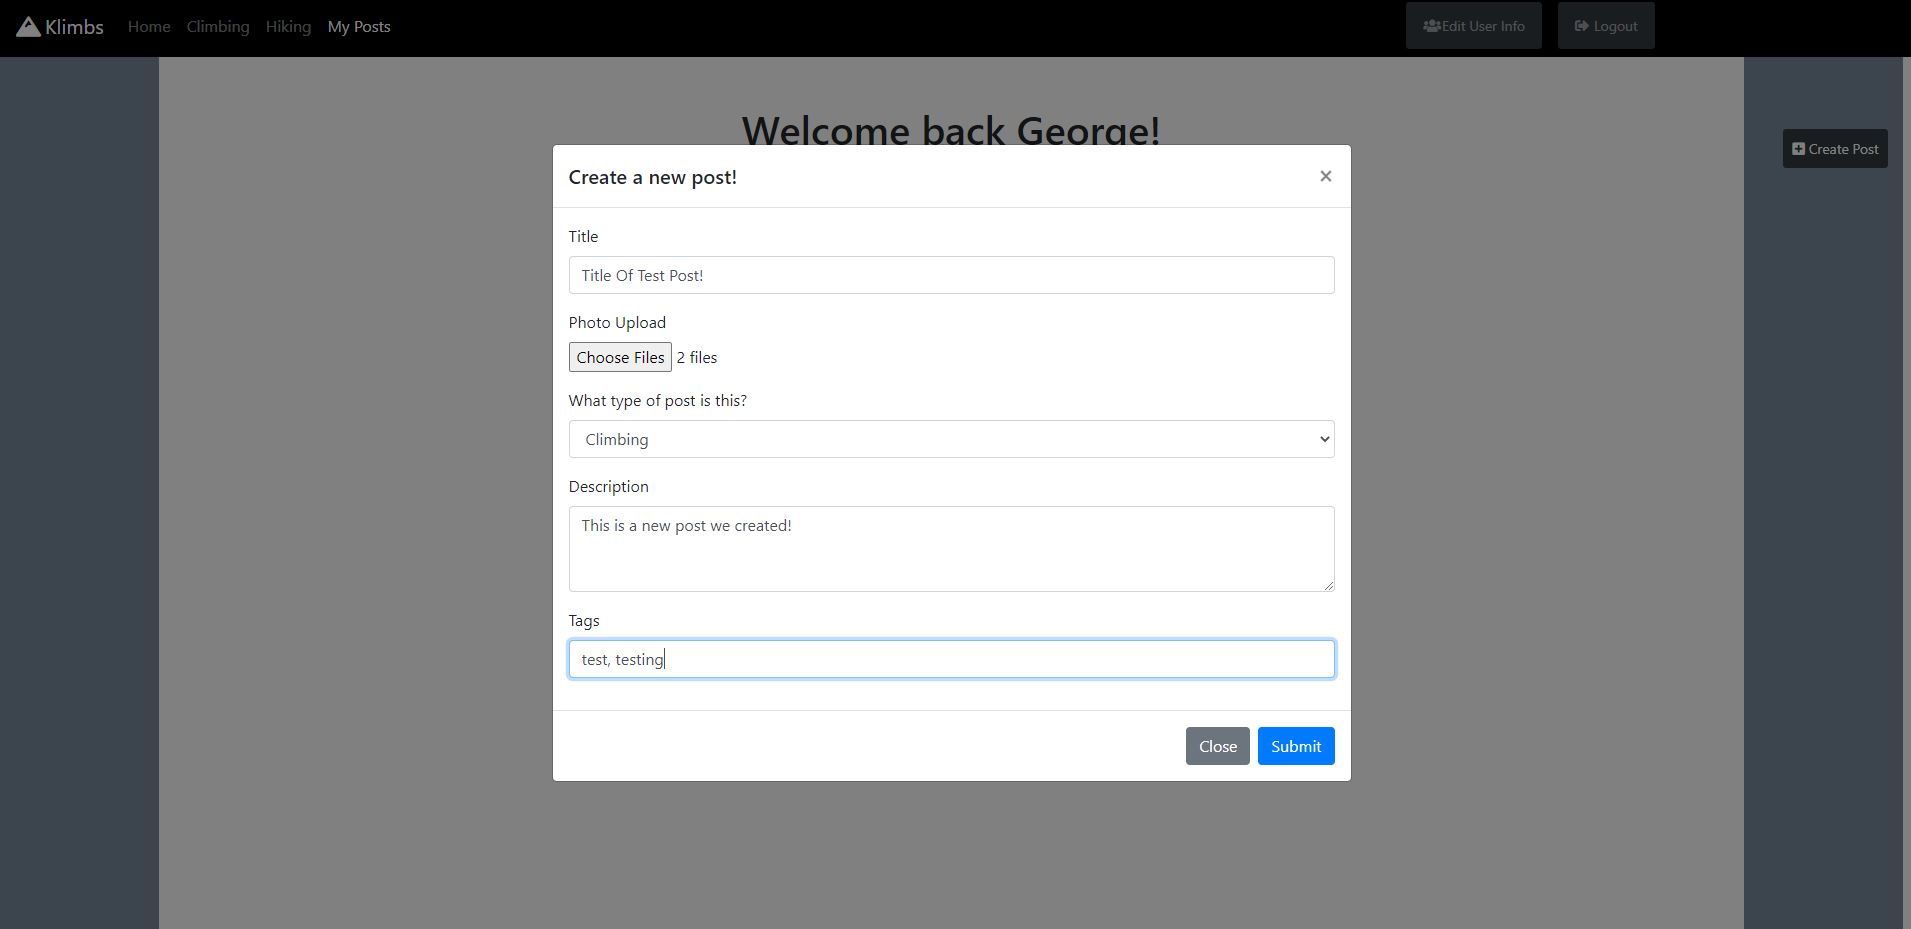 Klimbs Home Climbing Hiking My Posts Edit User Info Logout
Welcome back George!
Create Post
Create a new post! ×
Title
Title Of Test Post!
Photo Upload
Choose Files 2 files
What type of post is this?
Climbing
Description
This is a new post we created!
Tags
test, testing
Close Submit